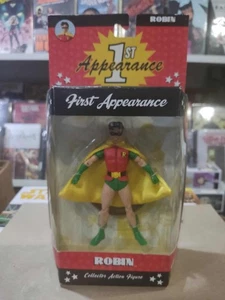 ROBIN
1ST
Appearance
First Appearance
ROBIN
Collector Action Figure